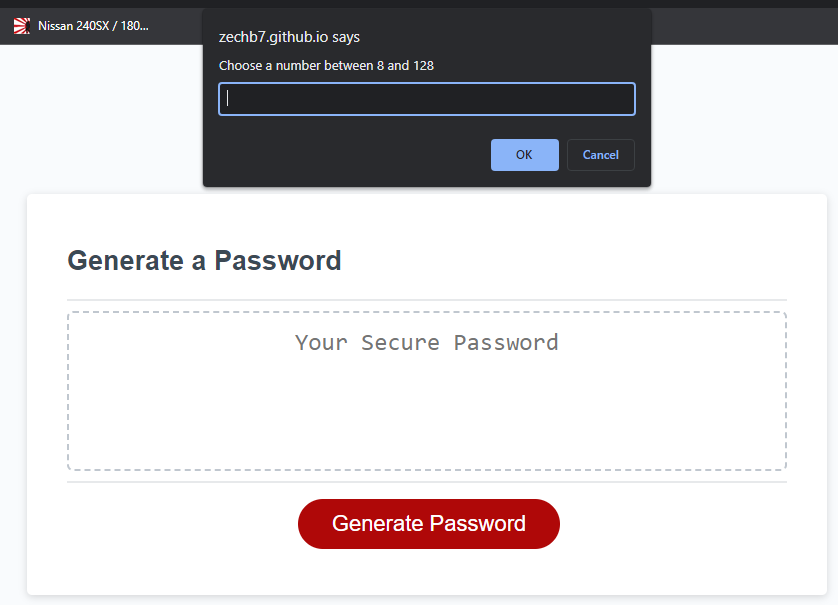 Nissan 240SX / 180...
zechb7.github.io says
Choose a number between 8 and 128
OK
Cancel
Generate a Password
Your Secure Password
Generate Password